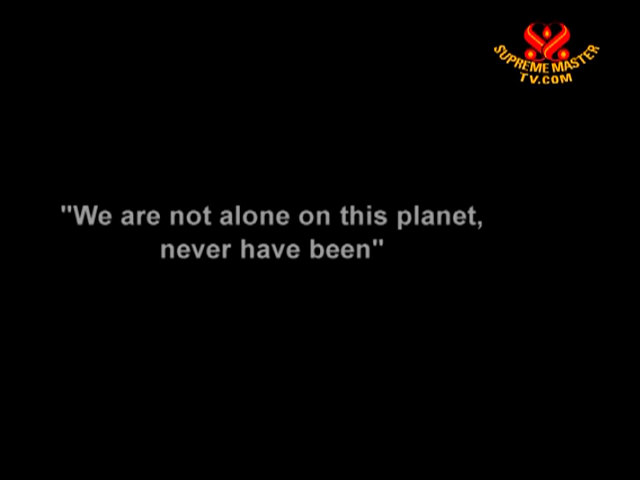 SUPREME MASTER
TV.COM
"We are not alone on this planet,
never have been"